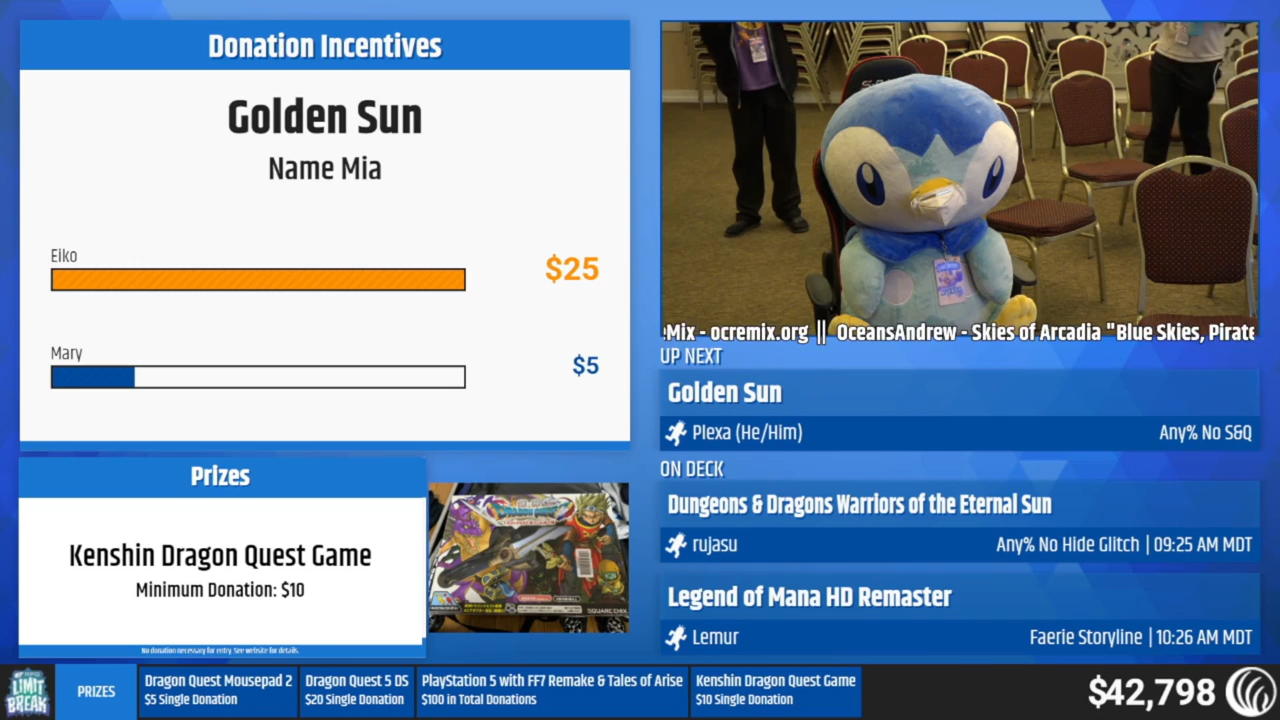 Donation Incentives
Golden Sun
Name Mia
Eiko
$25
Mary
$5
Prizes
Kenshin Dragon Quest Game
Minimum Donation: $10
No donation necessary for entry. See website for details.
SQUARE ENIX
eMix - ocremix.org || OceansAndrew - Skies of Arcadia "Blue Skies, Pirate
UP NEXT
Golden Sun
Plexa (He/Him)
Any% No S&Q
ON DECK
Dungeons & Dragons Warriors of the Eternal Sun
rujasu
Any% No Hide Glitch | 09:25 AM MDT
Legend of Mana HD Remaster
Lemur
Faerie Storyline | 10:26 AM MDT
LIMIT BREAK
PRIZES
Dragon Quest Mousepad 2
$5 Single Donation
Dragon Quest 5 DS
$20 Single Donation
PlayStation 5 with FF7 Remake & Tales of Arise
$100 in Total Donations
Kenshin Dragon Quest Game
$10 Single Donation
$42,798